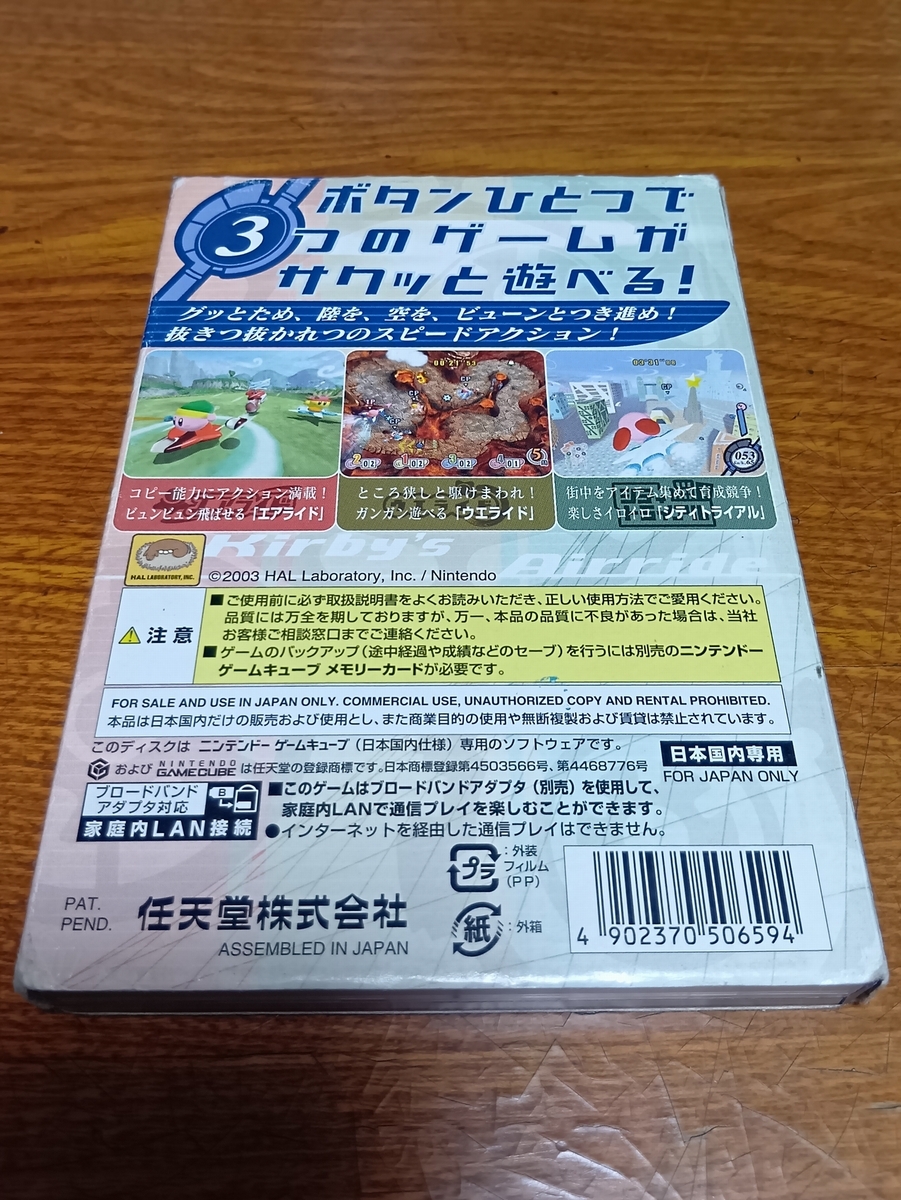 ボタンひとつで
3つのゲームが
サクッと遊べる！
グッとため、陸を、空を、ビューンとつき進め！
抜きつ抜かれつのスピードアクション！
00'21"53
2 02
1 02
3 02
4 01
03'31"
053
コピー能力にアクション満載！
ビュンビュン飛ばせる「エアライド」
ところ狭しと駆けまわれ！
ガンガン遊べる「ウエライド」
街中をアイテム集めて育成競争！
楽しさイロイロ「シティトライアル」
Kirby's
Airride
HAL LABORATORY, INC.
©2003 HAL Laboratory, Inc. / Nintendo
注意
■ご使用前に必ず取扱説明書をよくお読みいただき、正しい使用方法でご愛用ください。
品質には万全を期しておりますが、万一、本品の品質に不良があった場合は、当社
お客様ご相談窓口までご連絡ください。
■ゲームのバックアップ（途中経過や成績などのセーブ）を行うには別売のニンテンドー
ゲームキューブ メモリーカードが必要です。
FOR SALE AND USE IN JAPAN ONLY. COMMERCIAL USE, UNAUTHORIZED COPY AND RENTAL PROHIBITED.
本品は日本国内だけの販売および使用とし、また商業目的の使用や無断複製および賃貸は禁止されています。
このディスクは ニンテンドー ゲームキューブ（日本国内仕様）専用のソフトウェアです。
および NINTENDO GAMECUBE は任天堂の登録商標です。日本商標登録第4503566号、第4468776号
日本国内専用
FOR JAPAN ONLY
ブロードバンド
アダプタ対応
B
家庭内LAN接続
■このゲームはブロードバンドアダプタ（別売）を使用して、
家庭内LANで通信プレイを楽しむことができます。
●インターネットを経由した通信プレイはできません。
プラ
：外装
フィルム
（PP）
紙
：外箱
PAT.
PEND.
任天堂株式会社
ASSEMBLED IN JAPAN
4 902370 506594